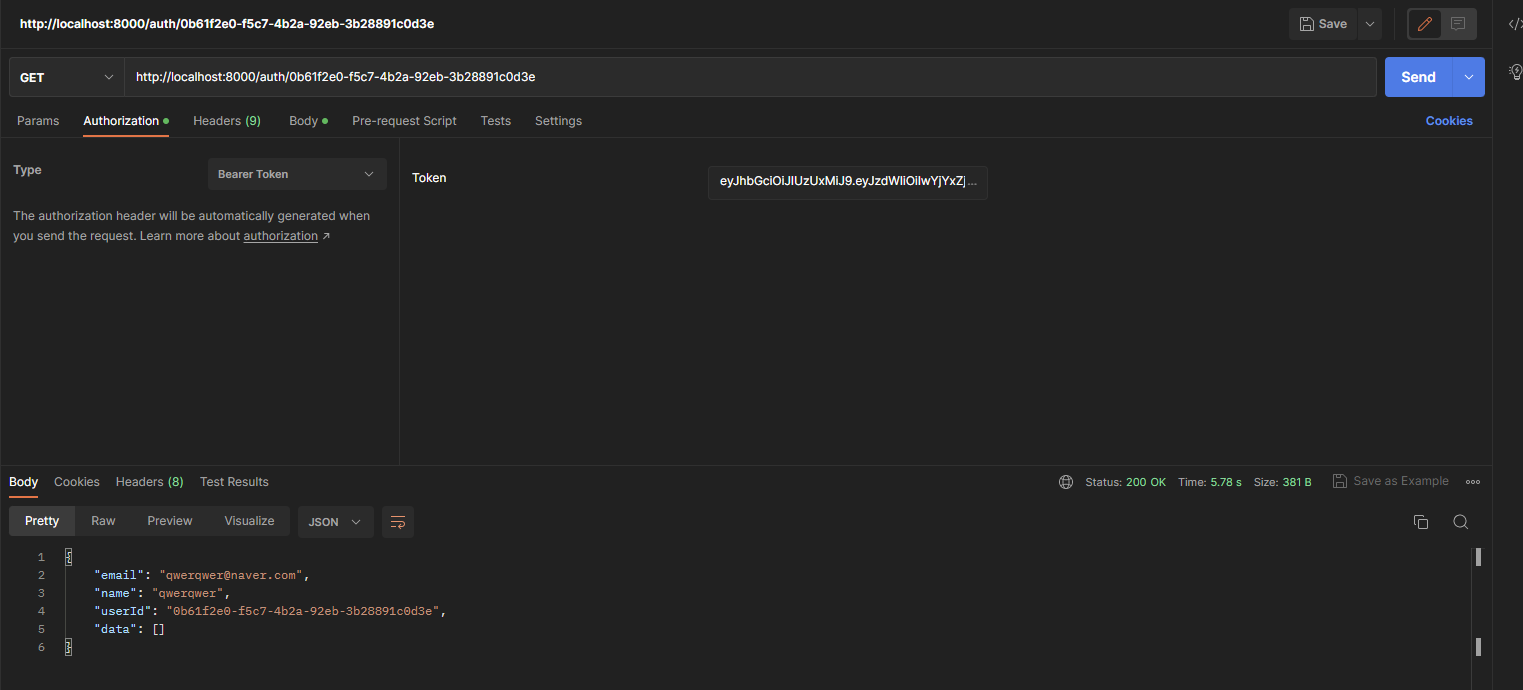 http://localhost:8000/auth/0b61f2e0-f5c7-4b2a-92eb-3b28891c0d3e Save
GET http://localhost:8000/auth/0b61f2e0-f5c7-4b2a-92eb-3b28891c0d3e Send
Params Authorization Headers (9) Body Pre-request Script Tests Settings Cookies
Type Bearer Token Token eyJhbGciOiJIUzUxMiJ9.eyJzdWIiOiIwYjYxZj...
The authorization header will be automatically generated when
you send the request. Learn more about authorization ↗
Body Cookies Headers (8) Test Results Status: 200 OK Time: 5.78 s Size: 381 B Save as Example
Pretty Raw Preview Visualize JSON
1 {
2 "email": "qwerqwer@naver.com",
3 "name": "qwerqwer",
4 "userId": "0b61f2e0-f5c7-4b2a-92eb-3b28891c0d3e",
5 "data": []
6 }